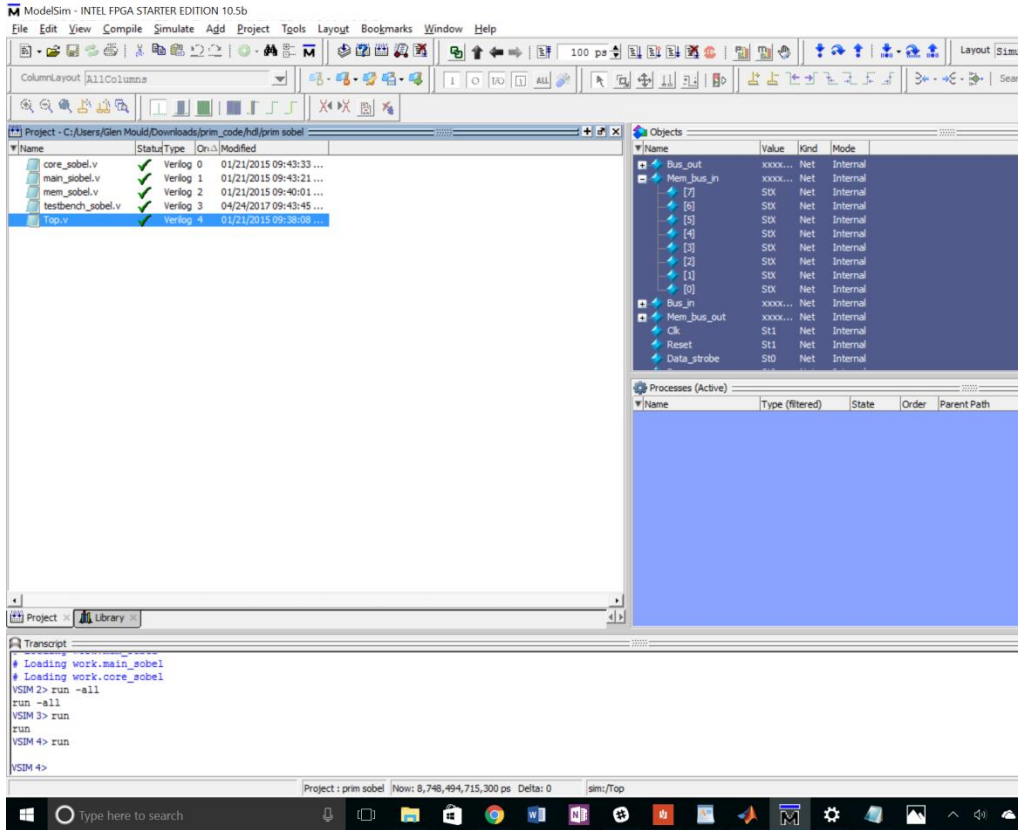 ModelSim - INTEL FPGA STARTER EDITION 10.5b
File Edit View Compile Simulate Add Project Tools Layout Bookmarks Window Help
100 ps Layout Simu
ColumnLayout AllColumns
Project - C:/Users/Glen Mould/Downloads/prim_code/hdl/prim sobel
Name Status Type Modified
core_sobel.v Verilog 0 01/21/2015 09:43:33 ...
main_sobel.v Verilog 1 01/21/2015 09:43:21 ...
mem_sobel.v Verilog 2 01/21/2015 09:40:01 ...
testbench_sobel.v Verilog 3 04/24/2017 09:43:45 ...
Top.v Verilog 4 01/21/2015 09:38:08 ...
Project Library
Objects
Name Value Kind Mode
Bus_out xxxx... Net Internal
Mem_bus_in xxxx... Net Internal
[7] StX Net Internal
[6] StX Net Internal
[5] StX Net Internal
[4] StX Net Internal
[3] StX Net Internal
[2] StX Net Internal
[1] StX Net Internal
[0] StX Net Internal
Bus_in xxxx... Net Internal
Mem_bus_out xxxx... Net Internal
Clk St1 Net Internal
Reset St1 Net Internal
Data_strobe St0 Net Internal
Processes (Active)
Name Type (filtered) State Order Parent Path
Transcript
# Loading work.main_sobel
# Loading work.core_sobel
VSIM 2> run -all
run -all
VSIM 3> run
run
VSIM 4> run
VSIM 4>
Project : prim sobel Now: 8,748,494,715,300 ps Delta: 0 sim:/Top
Type here to search